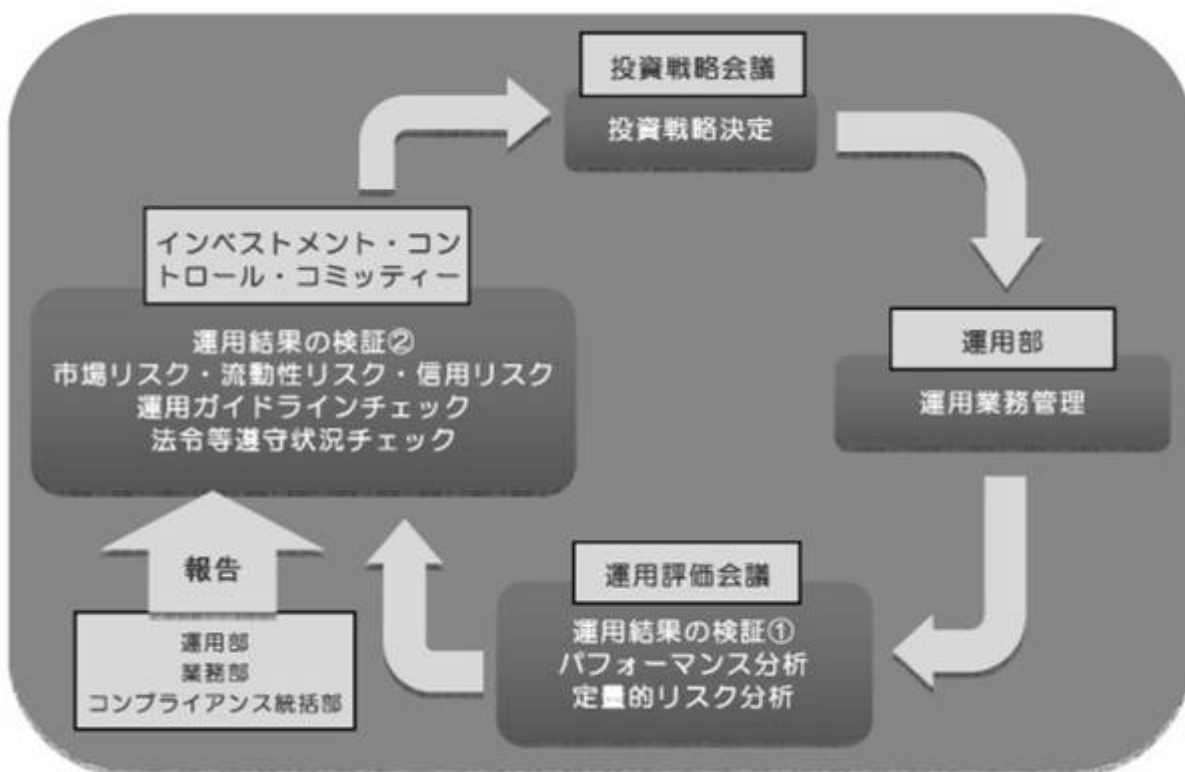 投資戦略会議
投資戦略決定
インベストメント・コン
トロール・コミッティー
運用結果の検証②
市場リスク・流動性リスク・信用リスク
運用ガイドラインチェック
法令等遵守状況チェック
運用部
運用業務管理
報告
運用部
業務部
コンプライアンス統括部
運用評価会議
運用結果の検証①
パフォーマンス分析
定量的リスク分析